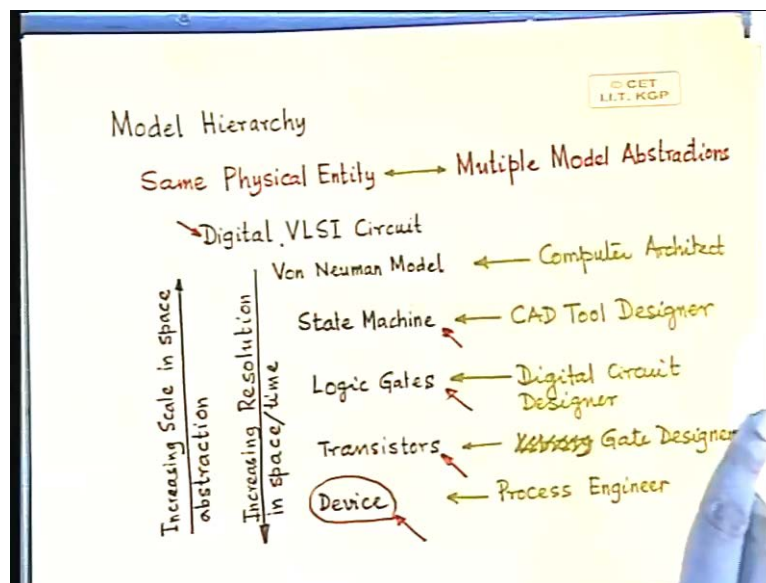 © CET
I.I.T. KGP
Model Hierarchy
Same Physical Entity ↔ Mutiple Model Abstractions
Digital VLSI Circuit
Von Neuman Model ← Computer Architect
State Machine ← CAD Tool Designer
Logic Gates ← Digital Circuit
Designer
Transistors ← Gate Designer
Device ← Process Engineer
Increasing Scale in space
abstraction
Increasing Resolution
in space/time